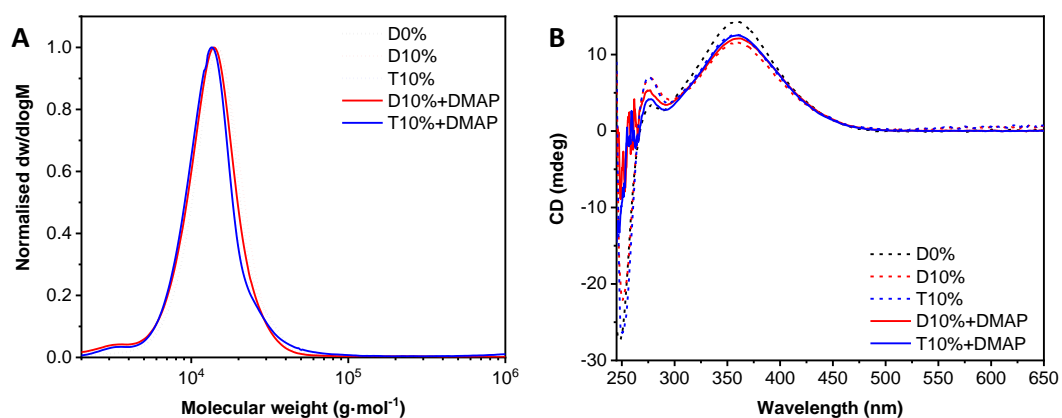 A
Normalised dw/dlogM
1.0
0.8
0.6
0.4
0.2
0.0
10⁴
10⁵
10⁶
Molecular weight (g·mol⁻¹)
D0%
D10%
T10%
D10%+DMAP
T10%+DMAP
B
CD (mdeg)
10
0
-10
-20
-30
250
300
350
400
450
500
550
600
650
Wavelength (nm)
D0%
D10%
T10%
D10%+DMAP
T10%+DMAP